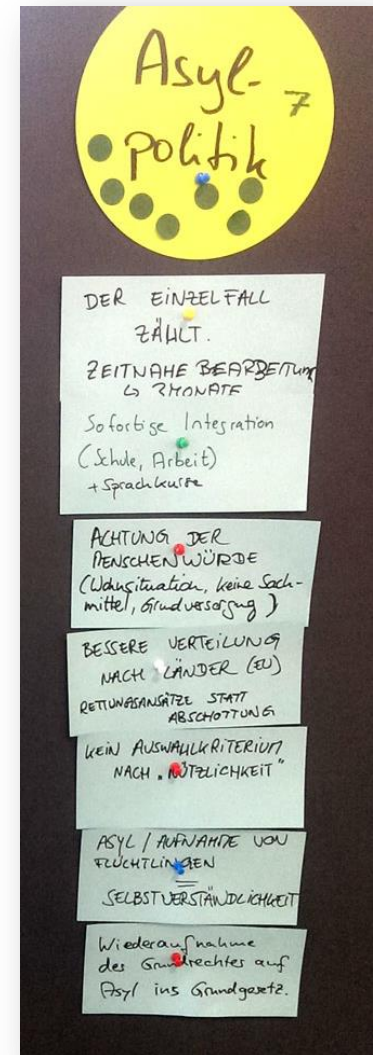 Asyl-
7
politik
DER EINZELFALL
ZÄHLT.
ZEITNAHE BEARBEITUNG
↳ 3 MONATE
Sofortige Integration
(Schule, Arbeit)
+ Sprachkurse
ACHTUNG DER
MENSCHENWÜRDE
(Wohnsituation, keine Sach-
mittel, Grundversorgung)
BESSERE VERTEILUNG
NACH LÄNDER (EU)
RETTUNGSANSÄTZE STATT
ABSCHOTTUNG
KEIN AUSWAHLKRITERIUM
NACH „NÜTZLICHKEIT"
ASYL / AUFNAHME VON
FLÜCHTLINGEN
=
SELBSTVERSTÄNDLICHKEIT
Wiederaufnahme
des Grundrechtes auf
Asyl ins Grundgesetz.